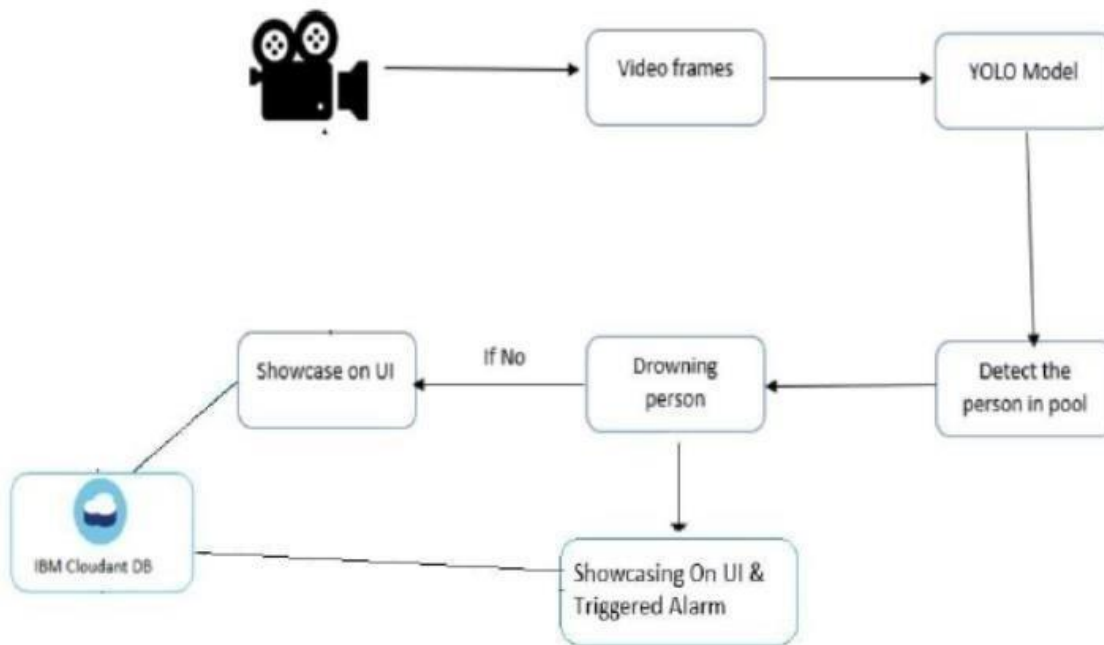 Video frames
YOLO Model
Detect the
person in pool
Drowning
person
If No
Showcase on UI
IBM Cloudant DB
Showcasing On UI &
Triggered Alarm